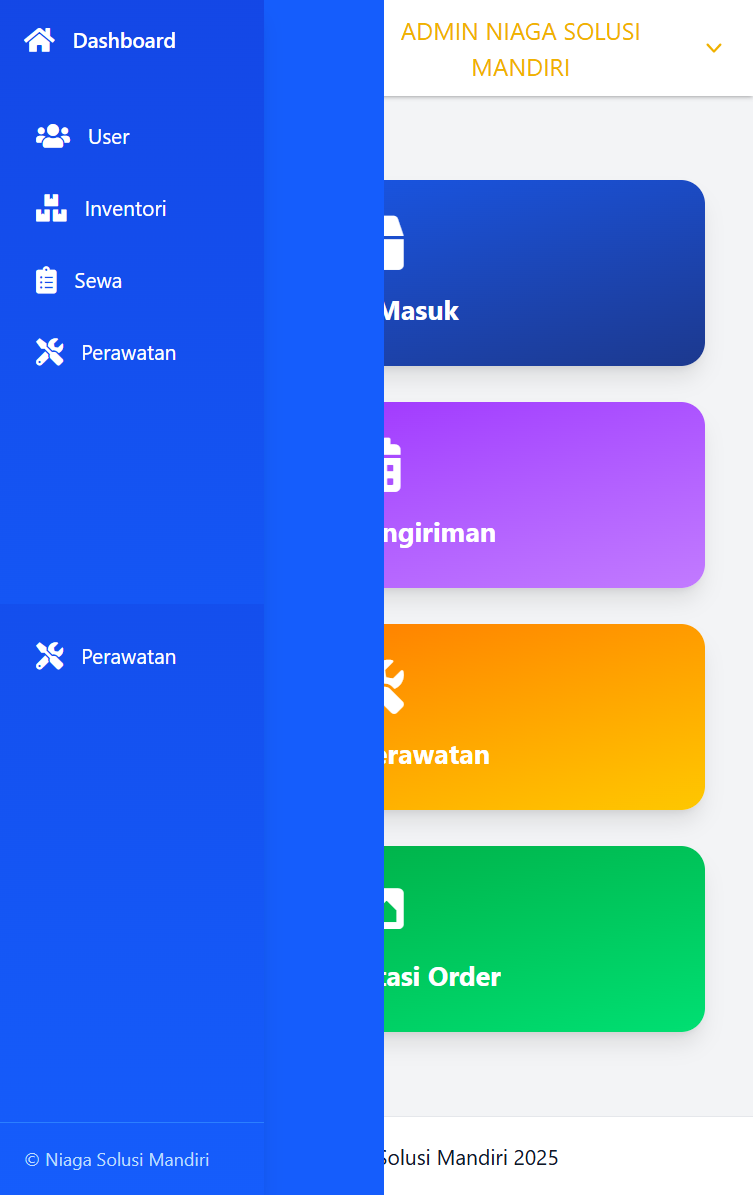 Dashboard
ADMIN NIAGA SOLUSI
MANDIRI
User
Inventori
Sewa
Perawatan
Masuk
ngiriman
Perawatan
erawatan
tasi Order
© Niaga Solusi Mandiri
Solusi Mandiri 2025